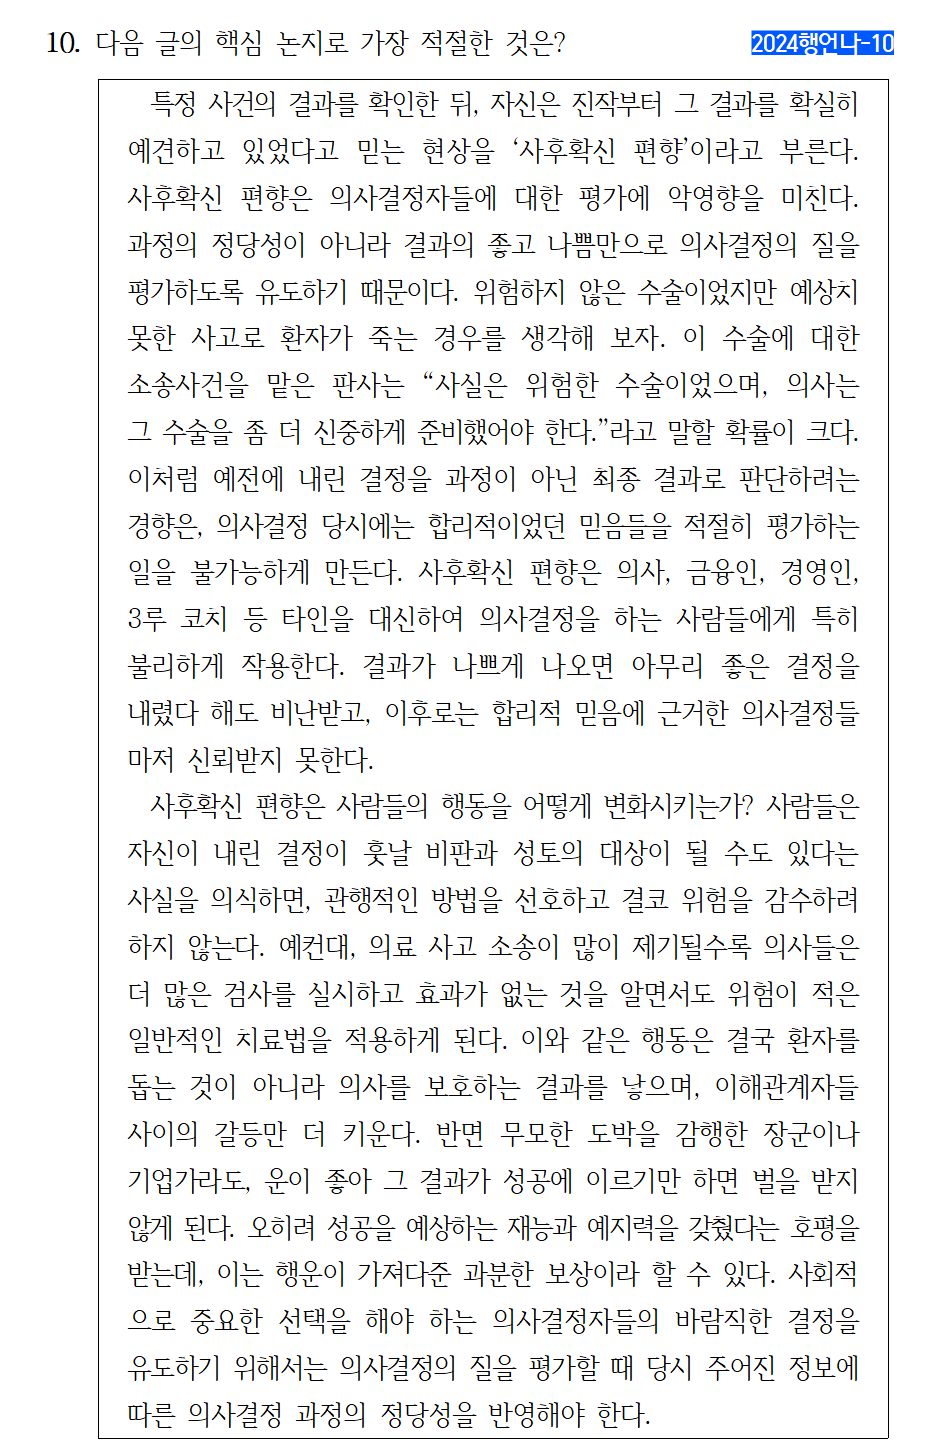 10. 다음 글의 핵심 논지로 가장 적절한 것은? 2024행언나-10
특정 사건의 결과를 확인한 뒤, 자신은 진작부터 그 결과를 확실히
예견하고 있었다고 믿는 현상을 ‘사후확신 편향’이라고 부른다.
사후확신 편향은 의사결정자들에 대한 평가에 악영향을 미친다.
과정의 정당성이 아니라 결과의 좋고 나쁨만으로 의사결정의 질을
평가하도록 유도하기 때문이다. 위험하지 않은 수술이었지만 예상치
못한 사고로 환자가 죽는 경우를 생각해 보자. 이 수술에 대한
소송사건을 맡은 판사는 “사실은 위험한 수술이었으며, 의사는
그 수술을 좀 더 신중하게 준비했어야 한다.”라고 말할 확률이 크다.
이처럼 예전에 내린 결정을 과정이 아닌 최종 결과로 판단하려는
경향은, 의사결정 당시에는 합리적이었던 믿음들을 적절히 평가하는
일을 불가능하게 만든다. 사후확신 편향은 의사, 금융인, 경영인,
3루 코치 등 타인을 대신하여 의사결정을 하는 사람들에게 특히
불리하게 작용한다. 결과가 나쁘게 나오면 아무리 좋은 결정을
내렸다 해도 비난받고, 이후로는 합리적 믿음에 근거한 의사결정들
마저 신뢰받지 못한다.
사후확신 편향은 사람들의 행동을 어떻게 변화시키는가? 사람들은
자신이 내린 결정이 훗날 비판과 성토의 대상이 될 수도 있다는
사실을 의식하면, 관행적인 방법을 선호하고 결코 위험을 감수하려
하지 않는다. 예컨대, 의료 사고 소송이 많이 제기될수록 의사들은
더 많은 검사를 실시하고 효과가 없는 것을 알면서도 위험이 적은
일반적인 치료법을 적용하게 된다. 이와 같은 행동은 결국 환자를
돕는 것이 아니라 의사를 보호하는 결과를 낳으며, 이해관계자들
사이의 갈등만 더 키운다. 반면 무모한 도박을 감행한 장군이나
기업가라도, 운이 좋아 그 결과가 성공에 이르기만 하면 벌을 받지
않게 된다. 오히려 성공을 예상하는 재능과 예지력을 갖췄다는 호평을
받는데, 이는 행운이 가져다준 과분한 보상이라 할 수 있다. 사회적
으로 중요한 선택을 해야 하는 의사결정자들의 바람직한 결정을
유도하기 위해서는 의사결정의 질을 평가할 때 당시 주어진 정보에
따른 의사결정 과정의 정당성을 반영해야 한다.